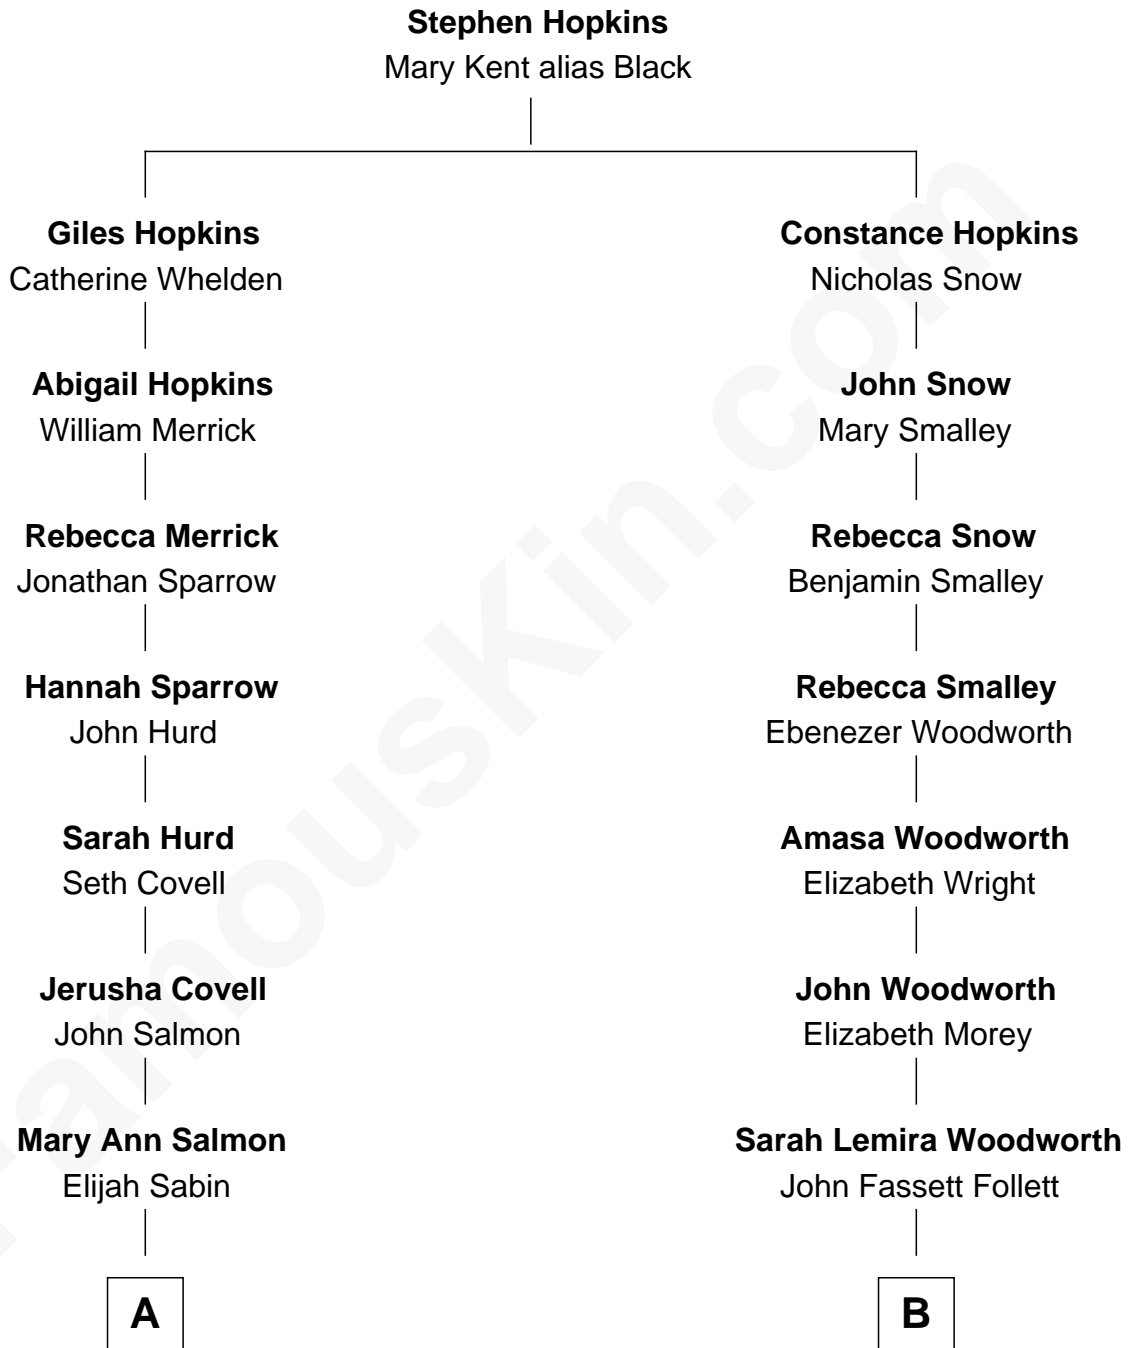 Stephen Hopkins
Mary Kent alias Black
Giles Hopkins
Catherine Whelden
Abigail Hopkins
William Merrick
Rebecca Merrick
Jonathan Sparrow
Hannah Sparrow
John Hurd
Sarah Hurd
Seth Covell
Jerusha Covell
John Salmon
Mary Ann Salmon
Elijah Sabin
A
Constance Hopkins
Nicholas Snow
John Snow
Mary Smalley
Rebecca Snow
Benjamin Smalley
Rebecca Smalley
Ebenezer Woodworth
Amasa Woodworth
Elizabeth Wright
John Woodworth
Elizabeth Morey
Sarah Lemira Woodworth
John Fassett Follett
B
FamousKin.com